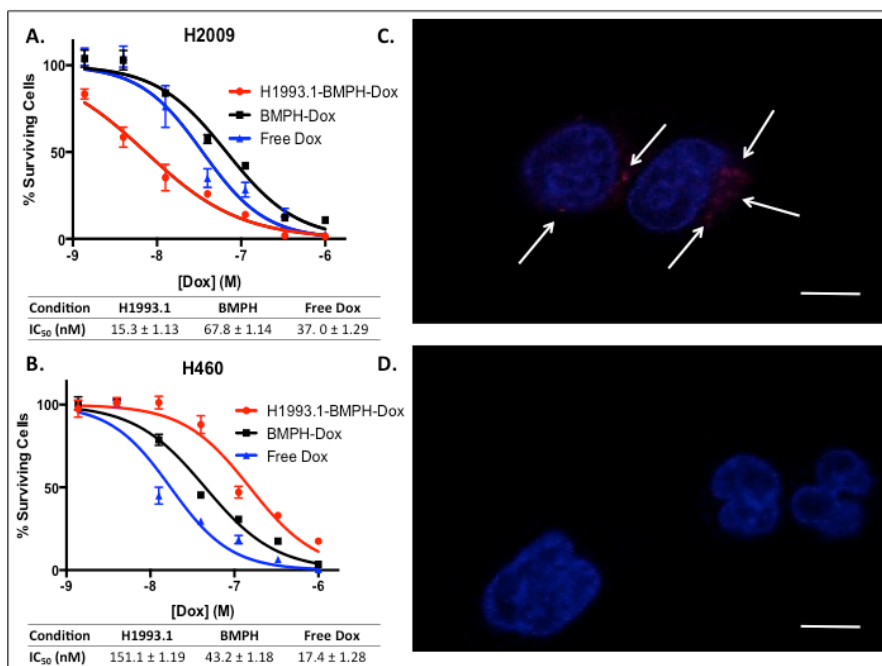 A.
H2009
H1993.1-BMPH-Dox
BMPH-Dox
Free Dox
% Surviving Cells
100
50
0
-9 -8 -7 -6
[Dox] (M)
Condition H1993.1 BMPH Free Dox
IC50 (nM) 15.3 ± 1.13 67.8 ± 1.14 37. 0 ± 1.29
B.
H460
H1993.1-BMPH-Dox
BMPH-Dox
Free Dox
% Surviving Cells
100
50
0
-9 -8 -7 -6
[Dox] (M)
Condition H1993.1 BMPH Free Dox
IC50 (nM) 151.1 ± 1.19 43.2 ± 1.18 17.4 ± 1.28
C.
D.